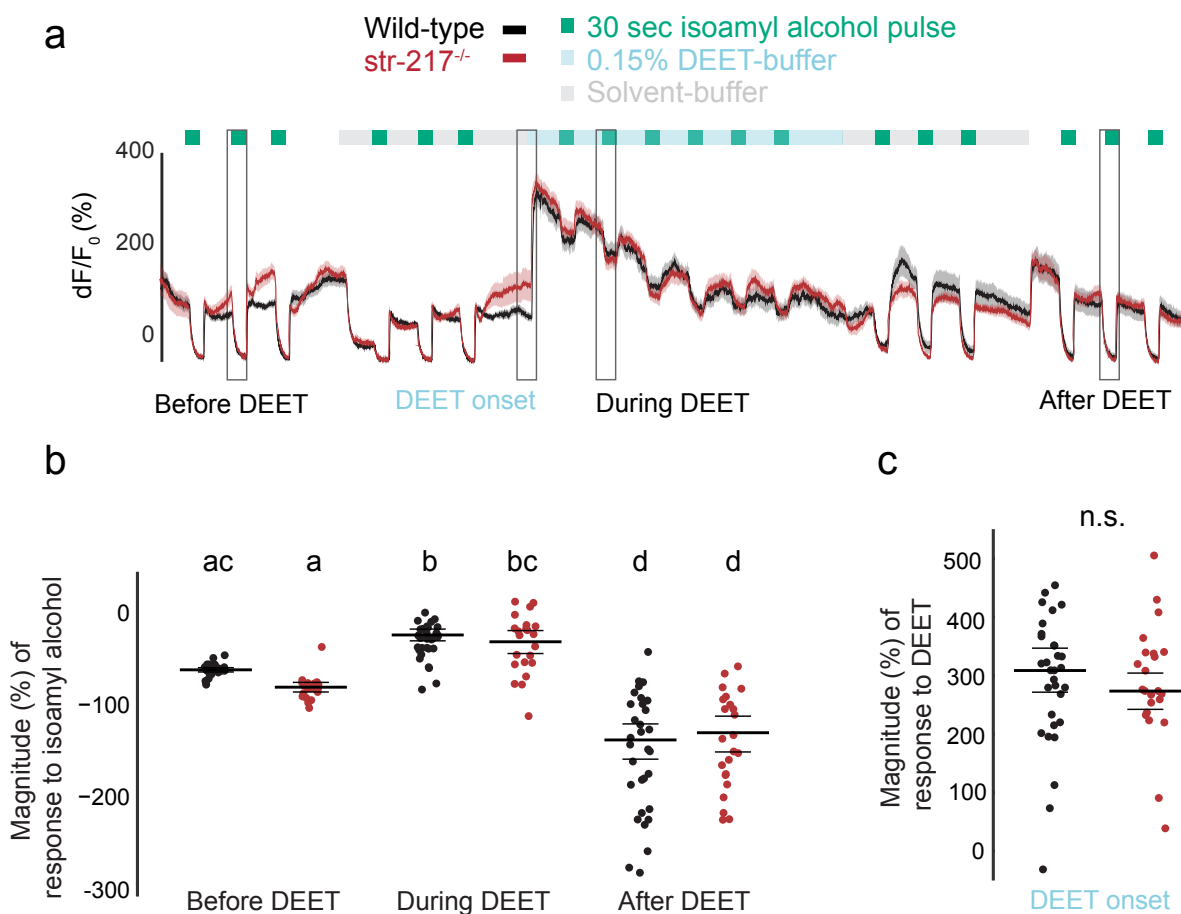 a
Wild-type
30 sec isoamyl alcohol pulse
str-217-/-
0.15% DEET-buffer
Solvent-buffer
400
200
0
dF/F0 (%)
Before DEET
DEET onset
During DEET
After DEET
b
ac
a
b
bc
d
d
0
−100
−200
−300
Magnitude (%) of
response to isoamyl alcohol
Before DEET
During DEET
After DEET
c
n.s.
500
400
300
200
100
0
Magnitude (%) of
response to DEET
DEET onset